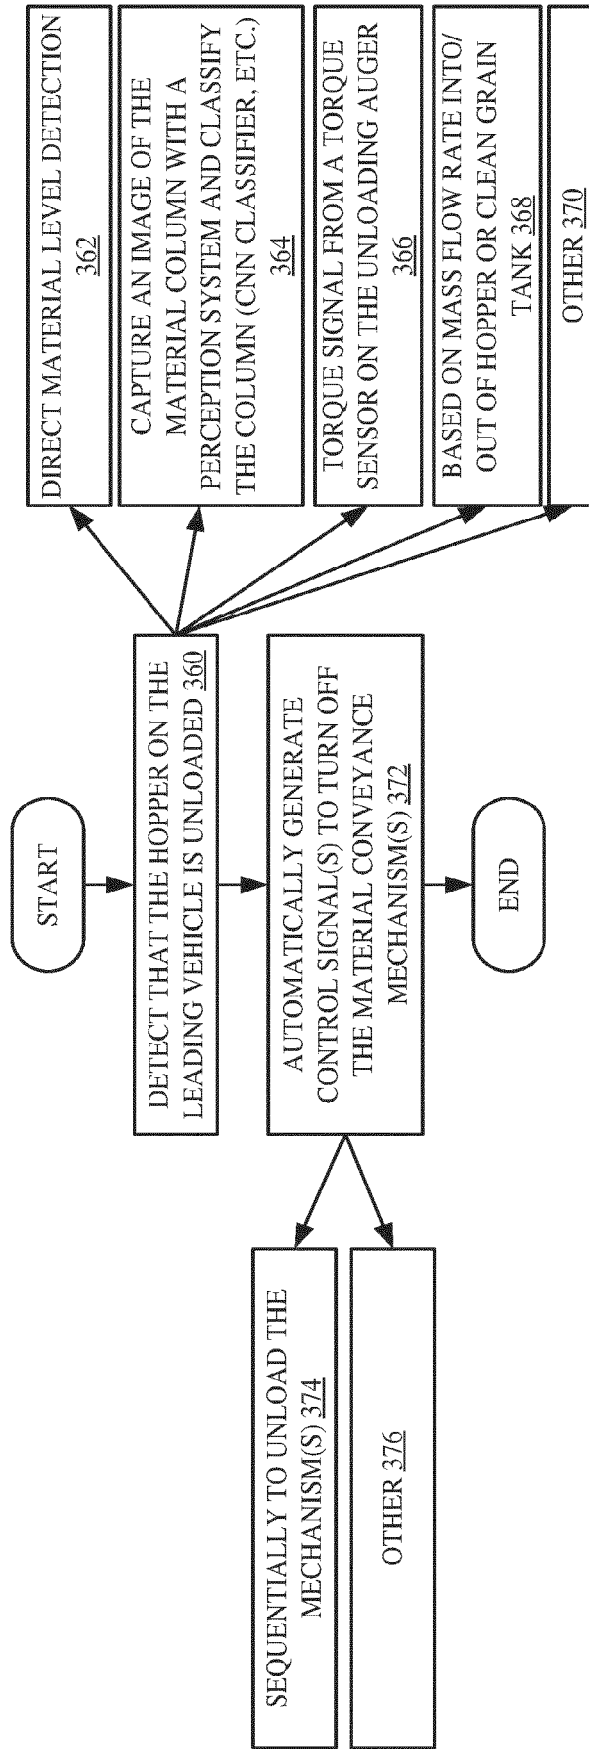 START
DETECT THAT THE HOPPER ON THE
LEADING VEHICLE IS UNLOADED 360
DIRECT MATERIAL LEVEL DETECTION
362
CAPTURE AN IMAGE OF THE
MATERIAL COLUMN WITH A
PERCEPTION SYSTEM AND CLASSIFY
THE COLUMN (CNN CLASSIFIER, ETC.)
364
TORQUE SIGNAL FROM A TORQUE
SENSOR ON THE UNLOADING AUGER
366
BASED ON MASS FLOW RATE INTO/
OUT OF HOPPER OR CLEAN GRAIN
TANK 368
OTHER 370
AUTOMATICALLY GENERATE
CONTROL SIGNAL(S) TO TURN OFF
THE MATERIAL CONVEYANCE
MECHANISM(S) 372
SEQUENTIALLY TO UNLOAD THE
MECHANISM(S) 374
OTHER 376
END